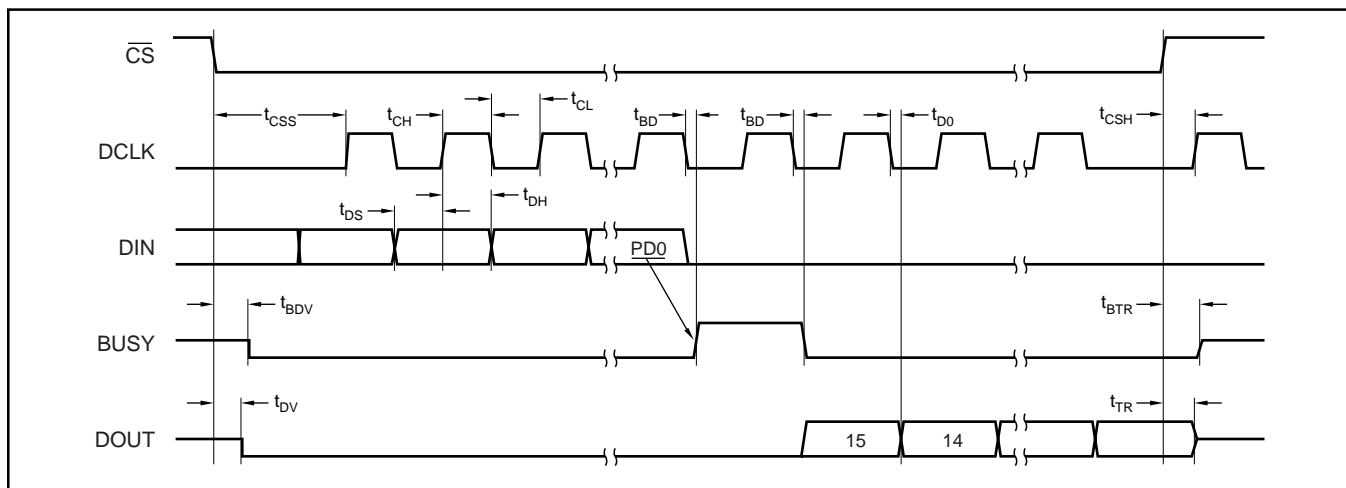 CS
tCSS
tCH
tCL
tBD
tBD
tD0
tCSH
DCLK
tDS
tDH
DIN
PD0
tBDV
tBTR
BUSY
tDV
tTR
DOUT
15
14